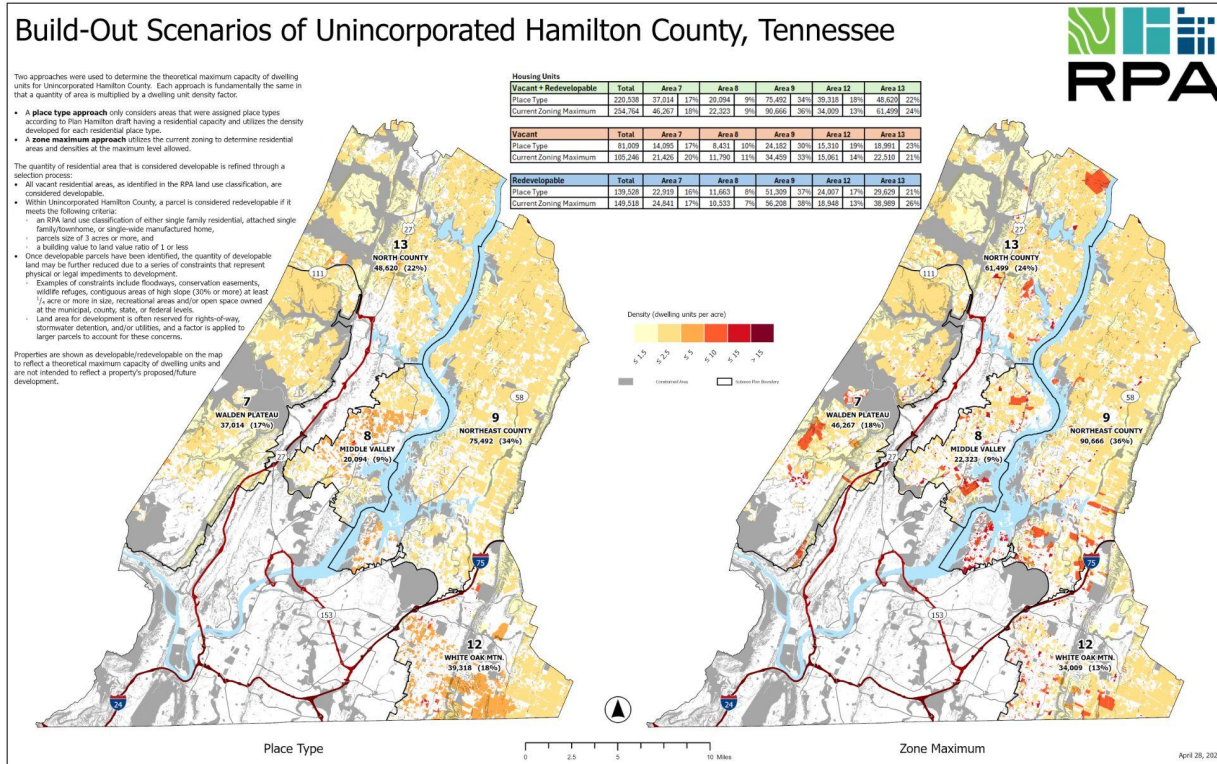 Build-Out Scenarios of Unincorporated Hamilton County, Tennessee
RPA
Two approaches were used to determine the theoretical maximum capacity of dwelling
units for Unincorporated Hamilton County. Each approach is fundamentally the same in
that a quantity of area is multiplied by a dwelling unit density factor.
• A place type approach only considers areas that were assigned place types
according to Plan Hamilton draft having a residential capacity and utilizes the density
developed for each residential place type.
• A zone maximum approach utilizes the current zoning to determine residential
areas and densities at the maximum level allowed.
The quantity of residential area that is considered developable is refined through a
selection process:
• All vacant residential areas, as identified in the RPA land use classification, are
considered developable.
• Within Unincorporated Hamilton County, a parcel is considered redevelopable if it
meets the following criteria:
· an RPA land use classification of either single family residential, attached single
family/townhome, or single-wide manufactured home,
· parcels size of 3 acres or more, and
· a building value to land value ratio of 1 or less
• Once developable parcels have been identified, the quantity of developable
land may be further reduced due to a series of constraints that represent
physical or legal impediments to development.
· Examples of constraints include floodways, conservation easements,
wildlife refuges, contiguous areas of high slope (30% or more) at least
acre or more in size, recreational areas and/or open space owned
at the municipal, county, state, or federal levels.
· Land area for development is often reserved for rights-of-way,
stormwater detention, and/or utilities, and a factor is applied to
larger parcels to account for these concerns.
Properties are shown as developable/redevelopable on the map
to reflect a theoretical maximum capacity of dwelling units and
are not intended to reflect a property's proposed/future
development.
Housing Units
Vacant + Redevelopable Total Area 7 Area 8 Area 9 Area 12 Area 13
Place Type 220,538 37,014 17% 20,094 9% 75,492 34% 39,318 18% 48,620 22%
Current Zoning Maximum 254,764 46,267 18% 22,323 9% 90,666 36% 34,009 13% 61,499 24%
Vacant Total Area 7 Area 8 Area 9 Area 12 Area 13
Place Type 81,009 14,095 17% 8,431 10% 24,182 30% 15,310 19% 18,991 23%
Current Zoning Maximum 105,246 21,426 20% 11,790 11% 34,459 33% 15,061 14% 22,510 21%
Redevelopable Total Area 7 Area 8 Area 9 Area 12 Area 13
Place Type 139,528 22,919 16% 11,663 8% 51,309 37% 24,007 17% 29,629 21%
Current Zoning Maximum 149,518 24,841 17% 10,533 7% 56,208 38% 18,948 13% 38,989 26%
27
13
NORTH COUNTY
48,620 (22%)
111
58
7
WALDEN PLATEAU
37,014 (17%)
9
NORTHEAST COUNTY
75,492 (34%)
8
MIDDLE VALLEY
20,094 (9%)
27
75
153
12
WHITE OAK MTN.
39,318 (18%)
24
Place Type
Density (dwelling units per acre)
≤ 1.5
≤ 2.5
≤ 5
≤ 10
≤ 15
> 15
Constrained Area
Subarea Plan Boundary
27
13
NORTH COUNTY
61,499 (24%)
111
58
7
WALDEN PLATEAU
46,267 (18%)
9
NORTHEAST COUNTY
90,666 (36%)
8
MIDDLE VALLEY
22,323 (9%)
27
75
153
12
WHITE OAK MTN.
34,009 (13%)
24
Zone Maximum
0 2.5 5 10 Miles
April 28,